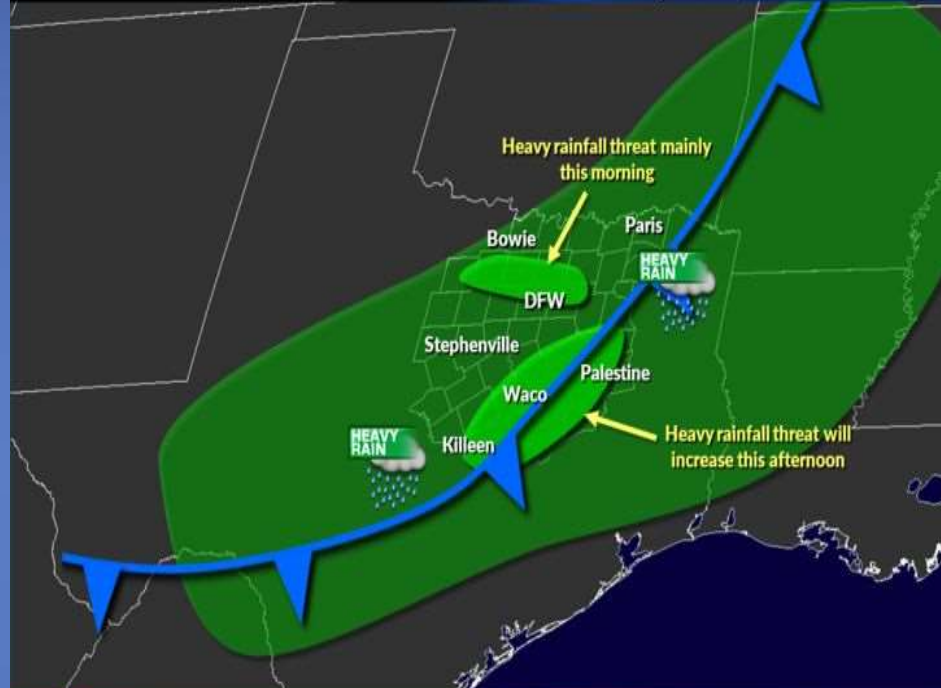 Heavy rainfall threat mainly
this morning
Bowie
Paris
HEAVY
RAIN
DFW
Stephenville
Palestine
Waco
HEAVY
RAIN
Killeen
Heavy rainfall threat will
increase this afternoon